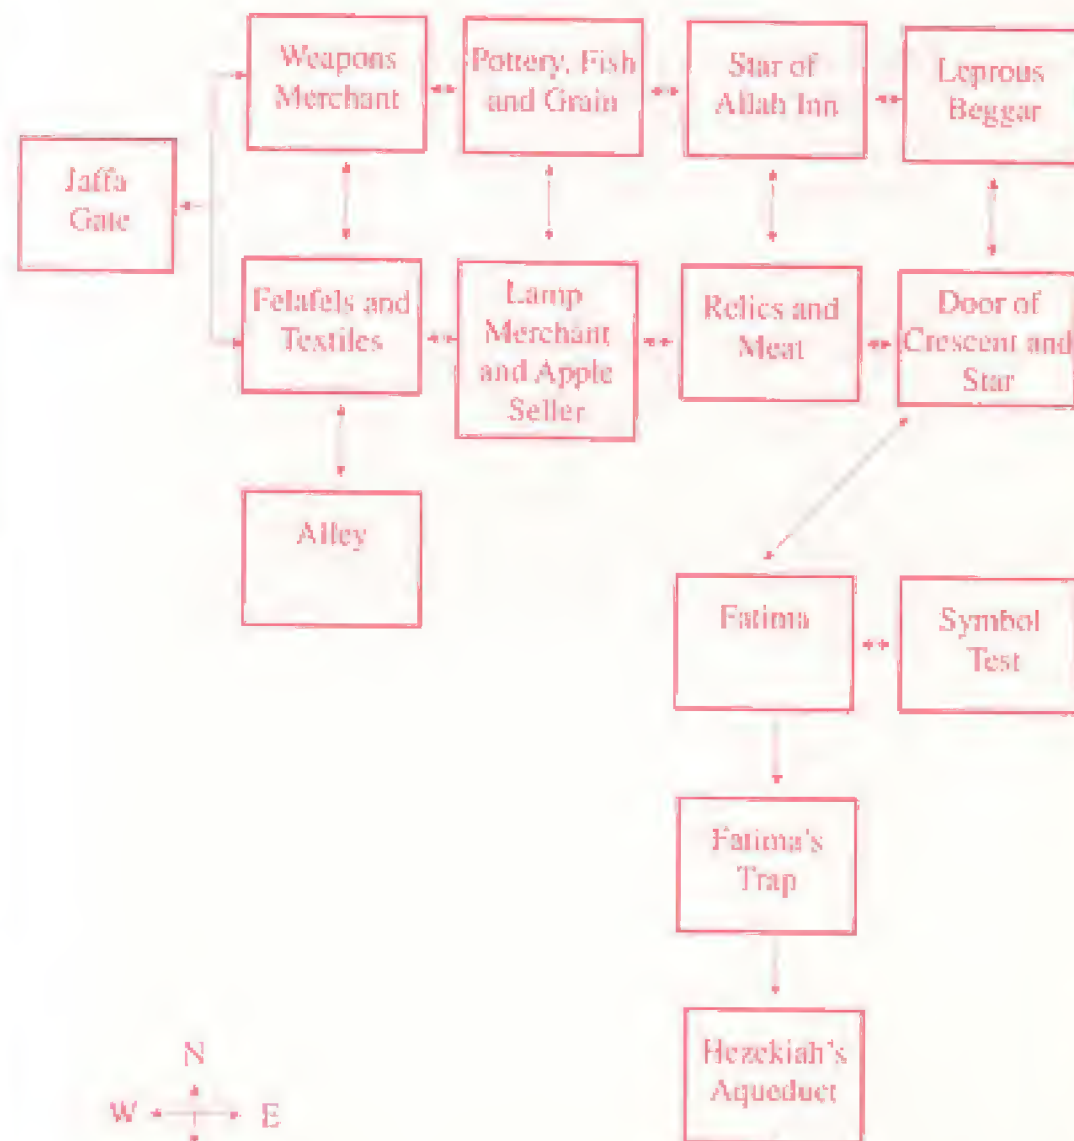 Weapons
Merchant
Pottery, Fish
and Grain
Star of
Allah Inn
Leprous
Beggar
Jaffa
Gate
Felafels and
Textiles
Lamp
Merchant
and Apple
Seller
Relics and
Meat
Door of
Crescent and
Star
Alley
Fatima
Symbol
Test
Fatima's
Trap
Hezekiah's
Aqueduct
N
W
E